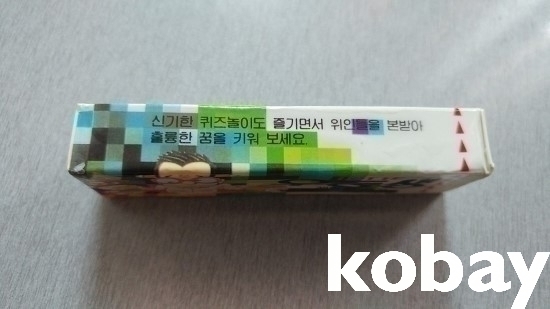 신기한 퀴즈놀이도 즐기면서 위인들을 본받아
훌륭한 꿈을 키워 보세요.
kobay